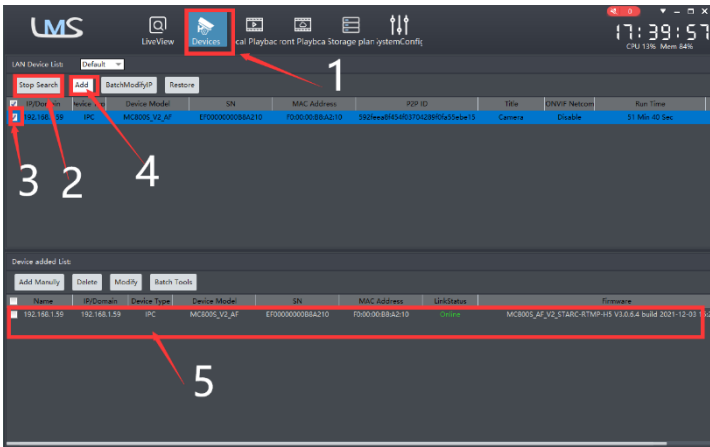 LMS
LiveView Devices cal Playbac ront Playbca Storage plan ystemConfig
0
17:39:57
CPU 13% Mem 84%
1
LAN Device List: Default
Stop Search Add BatchModifyIP Restore
IP/Domain Device Model SN MAC Address P2P ID Title ONVIF Netcom Run Time
192.168.1.59 IPC MC800S_V2_AF EF00000000B8A210 F0:00:00:B8:A2:10 Camera Disable 51 Min 40 Sec
3 2 4
Device added List:
Add Manully Delete Modify Batch Tools
Name IP/Domain Device Type Device Model SN MAC Address LinkStatus Firmware
192.168.1.59 192.168.1.59 IPC MC800S_V2_AF EF00000000B8A210 F0:00:00:B8:A2:10 Online MC800S_AF_V2_STARC-RTMP-H5 V3.0.6.4 build 2021-12-03
5